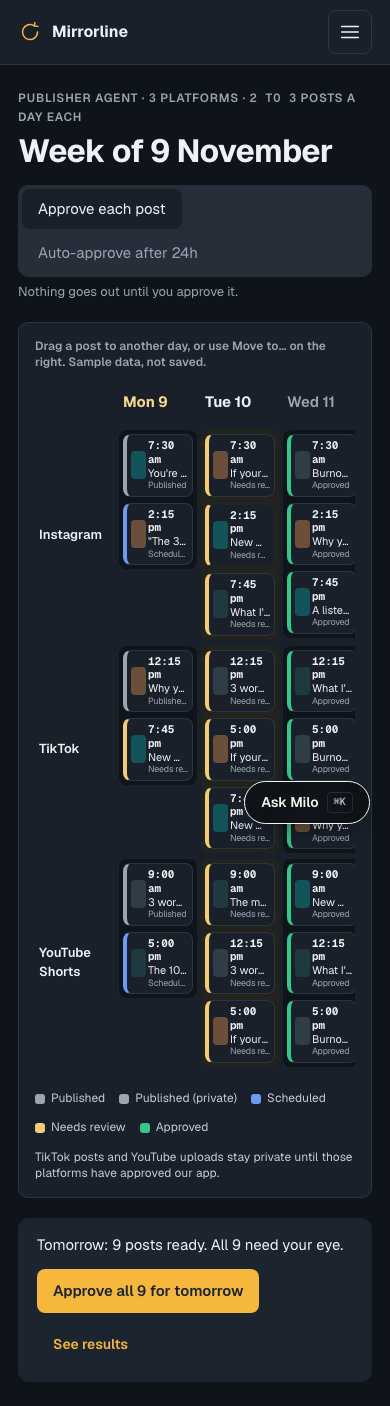 Mirrorline
PUBLISHER AGENT · 3 PLATFORMS · 2 TO 3 POSTS A
DAY EACH
Week of 9 November
Approve each post
Auto-approve after 24h
Nothing goes out until you approve it.
Drag a post to another day, or use Move to… on the
right. Sample data, not saved.
Mon 9 Tue 10 Wed 11
Instagram
7:30 am
You're …
Published
2:15 pm
"The 3…
Schedul…
7:30 am
If your…
Needs re…
2:15 pm
New …
Needs r…
7:45 pm
What I'…
Needs re…
7:30 am
Burno…
Approved
2:15 pm
Why y…
Approved
7:45 pm
A liste…
Approved
TikTok
12:15 pm
Why y…
Publishe…
7:45 pm
New …
Needs re…
12:15 pm
3 wor…
Needs re…
5:00 pm
If your…
Needs re…
7:
New …
Needs re…
12:15 pm
What I'…
Approved
5:00 pm
Burno…
Approved
Why y…
Approved
Ask Milo ⌘K
YouTube
Shorts
9:00 am
3 wor…
Published
5:00 pm
The 10…
Schedul…
9:00 am
The m…
Needs re…
12:15 pm
3 wor…
Needs re…
5:00 pm
If your…
Needs re…
9:00 am
New …
Approved
12:15 pm
What I'…
Approved
5:00 pm
Burno…
Approved
Published Published (private) Scheduled
Needs review Approved
TikTok posts and YouTube uploads stay private until those
platforms have approved our app.
Tomorrow: 9 posts ready. All 9 need your eye.
Approve all 9 for tomorrow
See results